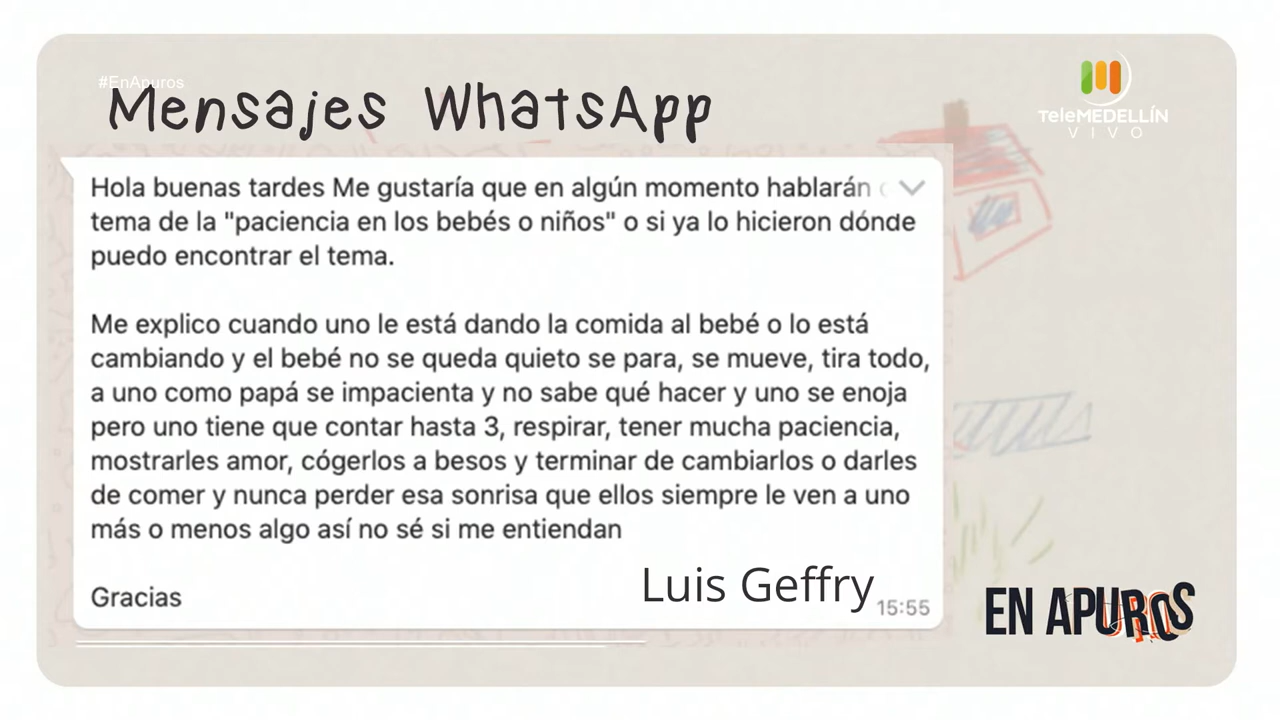 #EnApuros
Mensajes WhatsApp
TeleMEDELLÍN
VIVO
Hola buenas tardes Me gustaría que en algún momento hablarán
tema de la "paciencia en los bebés o niños" o si ya lo hicieron dónde
puedo encontrar el tema.
Me explico cuando uno le está dando la comida al bebé o lo está
cambiando y el bebé no se queda quieto se para, se mueve, tira todo,
a uno como papá se impacienta y no sabe qué hacer y uno se enoja
pero uno tiene que contar hasta 3, respirar, tener mucha paciencia,
mostrarles amor, cógerlos a besos y terminar de cambiarlos o darles
de comer y nunca perder esa sonrisa que ellos siempre le ven a uno
más o menos algo así no sé si me entiendan
Gracias
Luis Geffry
15:55
EN APUROS